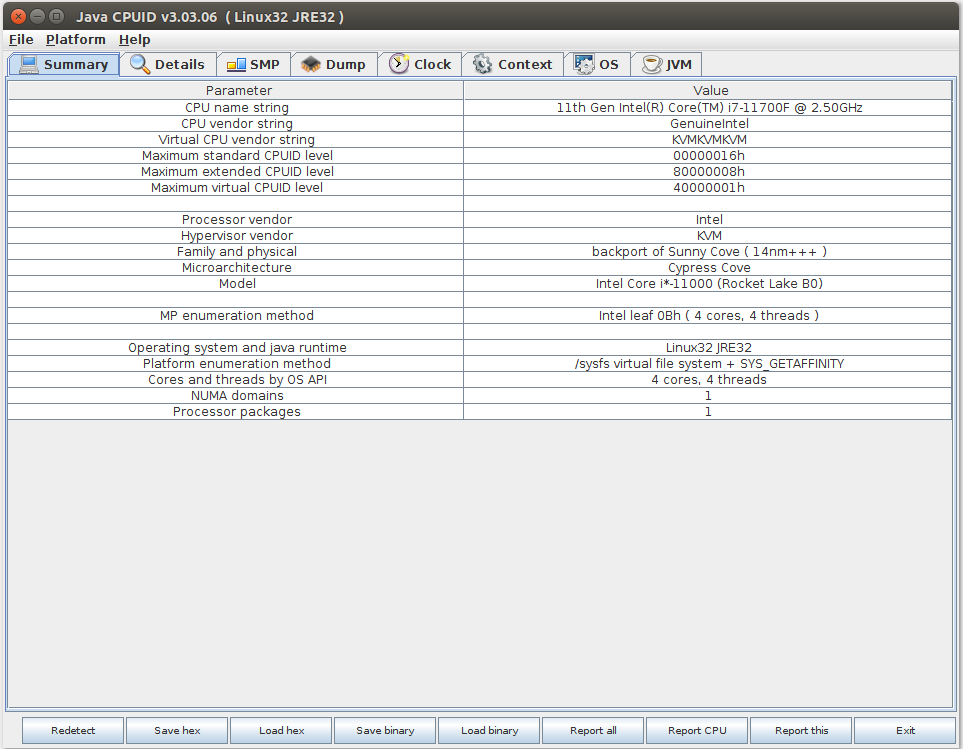 Java CPUID v3.03.06 ( Linux32 JRE32 )
File Platform Help
Summary Details SMP Dump Clock Context OS JVM
Parameter Value
CPU name string 11th Gen Intel(R) Core(TM) i7-11700F @ 2.50GHz
CPU vendor string GenuineIntel
Virtual CPU vendor string KVMKVMKVM
Maximum standard CPUID level 00000016h
Maximum extended CPUID level 80000008h
Maximum virtual CPUID level 40000001h
Processor vendor Intel
Hypervisor vendor KVM
Family and physical backport of Sunny Cove ( 14nm+++ )
Microarchitecture Cypress Cove
Model Intel Core i*-11000 (Rocket Lake B0)
MP enumeration method Intel leaf 0Bh ( 4 cores, 4 threads )
Operating system and java runtime Linux32 JRE32
Platform enumeration method /sysfs virtual file system + SYS_GETAFFINITY
Cores and threads by OS API 4 cores, 4 threads
NUMA domains 1
Processor packages 1
Redetect Save hex Load hex Save binary Load binary Report all Report CPU Report this Exit